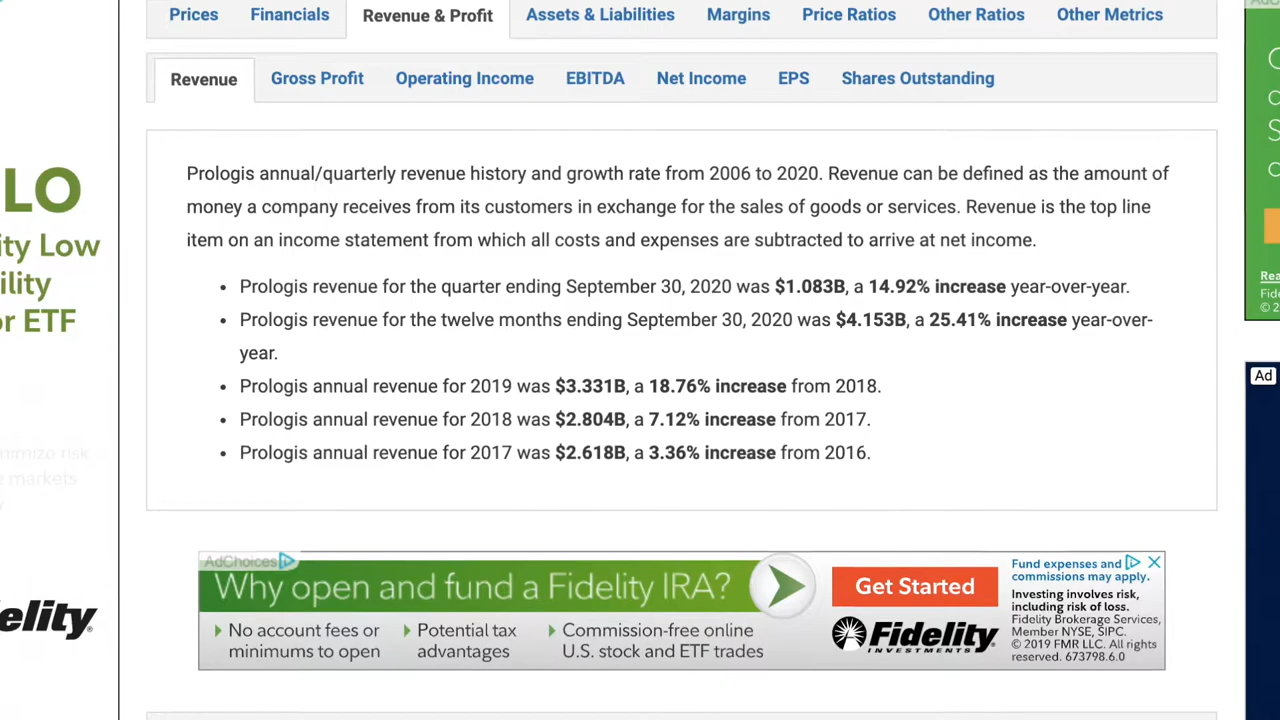 Prices Financials Revenue & Profit Assets & Liabilities Margins Price Ratios Other Ratios Other Metrics
Revenue Gross Profit Operating Income EBITDA Net Income EPS Shares Outstanding
Prologis annual/quarterly revenue history and growth rate from 2006 to 2020. Revenue can be defined as the amount of
money a company receives from its customers in exchange for the sales of goods or services. Revenue is the top line
item on an income statement from which all costs and expenses are subtracted to arrive at net income.
• Prologis revenue for the quarter ending September 30, 2020 was $1.083B, a 14.92% increase year-over-year.
• Prologis revenue for the twelve months ending September 30, 2020 was $4.153B, a 25.41% increase year-over-
year.
• Prologis annual revenue for 2019 was $3.331B, a 18.76% increase from 2018.
• Prologis annual revenue for 2018 was $2.804B, a 7.12% increase from 2017.
• Prologis annual revenue for 2017 was $2.618B, a 3.36% increase from 2016.
LO
ity Low
ility
or ETF
nimize risk
markets
elity
AdChoices
Why open and fund a Fidelity IRA?
No account fees or
minimums to open
Potential tax
advantages
Commission-free online
U.S. stock and ETF trades
Get Started
Fidelity
INVESTMENTS
Fund expenses and
commissions may apply.
Investing involves risk,
including risk of loss.
Fidelity Brokerage Services,
Member NYSE, SIPC.
© 2019 FMR LLC. All rights
reserved. 673798.6.0
Rea
Fide
© 2
Ad